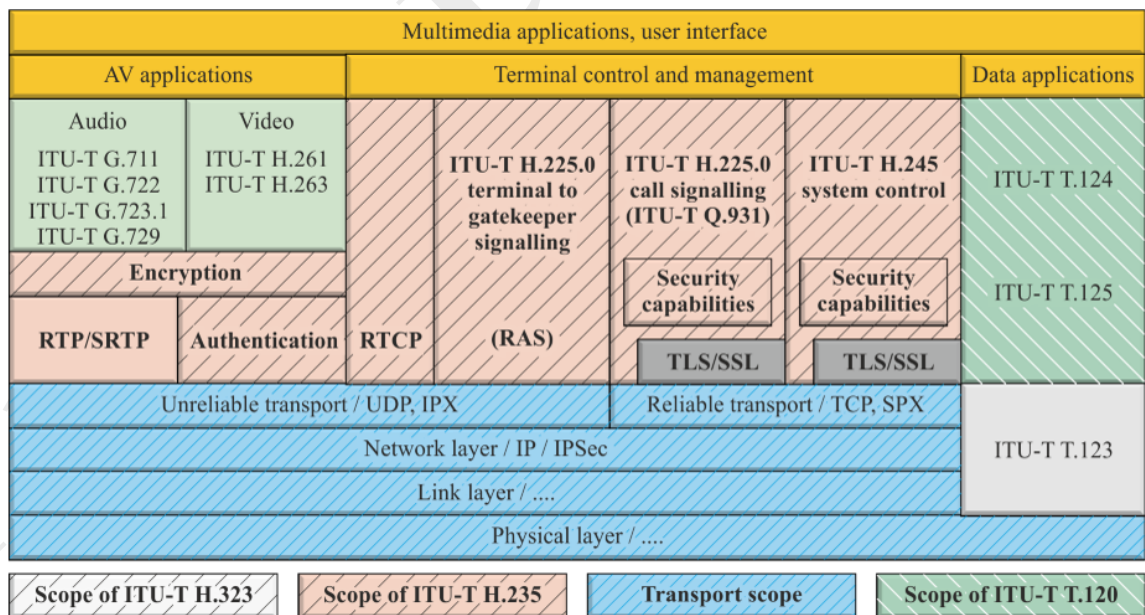 Multimedia applications, user interface
AV applications
Terminal control and management
Data applications
Audio
ITU-T G.711
ITU-T G.722
ITU-T G.723.1
ITU-T G.729
Video
ITU-T H.261
ITU-T H.263
Encryption
RTP/SRTP
Authentication
RTCP
ITU-T H.225.0
terminal to
gatekeeper
signalling
(RAS)
ITU-T H.225.0
call signalling
(ITU-T Q.931)
Security
capabilities
TLS/SSL
ITU-T H.245
system control
Security
capabilities
TLS/SSL
ITU-T T.124
ITU-T T.125
Unreliable transport / UDP, IPX
Reliable transport / TCP, SPX
Network layer / IP / IPSec
ITU-T T.123
Link layer / ....
Physical layer / ....
Scope of ITU-T H.323
Scope of ITU-T H.235
Transport scope
Scope of ITU-T T.120